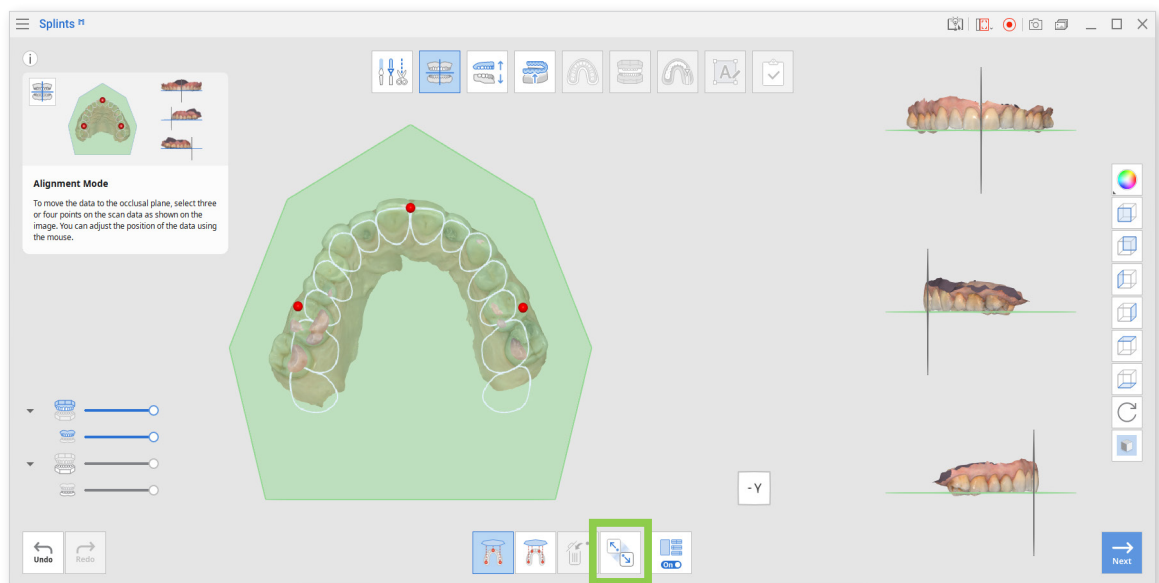 Splints
Alignment Mode
To move the data to the occlusal plane, select three
or four points on the scan data as shown on the
image. You can adjust the position of the data using
the mouse.
- Y
Undo
Redo
On
Next